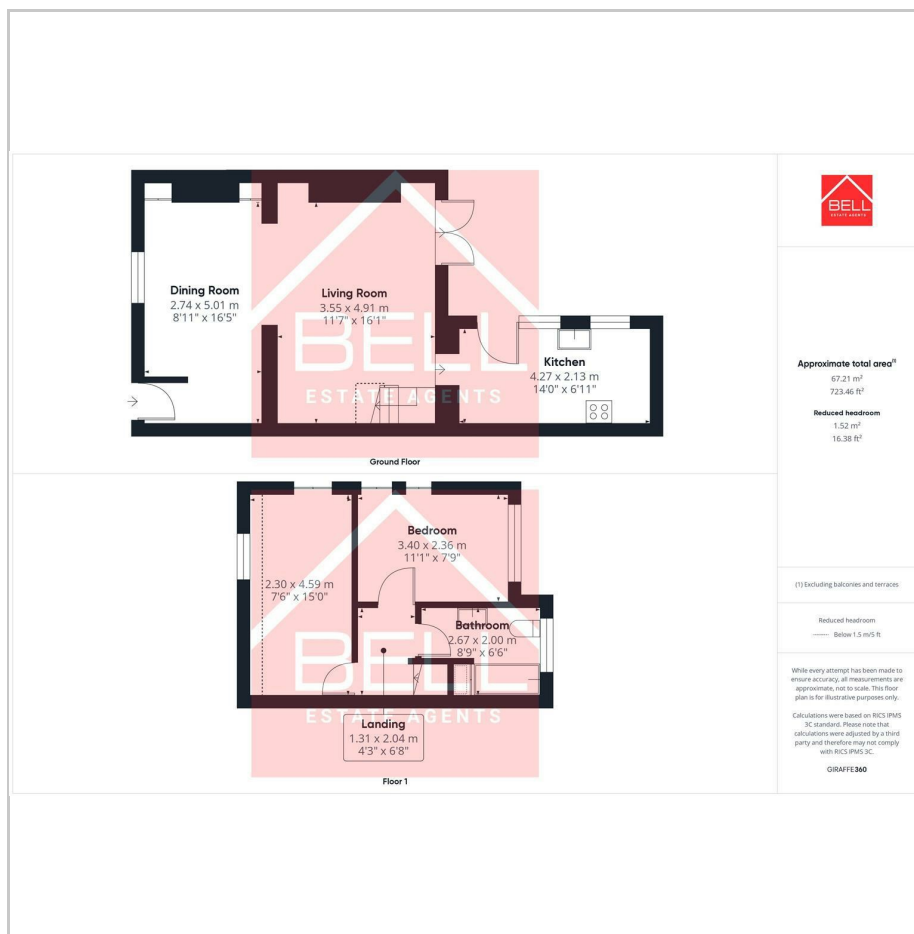 Dining Room
2.74 x 5.01 m
8'11" x 16'5"
Living Room
3.55 x 4.91 m
11'7" x 16'1"
Kitchen
4.27 x 2.13 m
14'0" x 6'11"
BELL
ESTATE AGENTS
Ground Floor
Bedroom
3.40 x 2.36 m
11'1" x 7'9"
2.30 x 4.59 m
7'6" x 15'0"
Bathroom
2.67 x 2.00 m
8'9" x 6'6"
BELL
ESTATE AGENTS
Landing
1.31 x 2.04 m
4'3" x 6'8"
Floor 1
BELL
ESTATE AGENTS
Approximate total area(1)
67.21 m²
723.46 ft²
Reduced headroom
1.52 m²
16.38 ft²
(1) Excluding balconies and terraces
Reduced headroom
Below 1.5 m/5 ft
While every attempt has been made to
ensure accuracy, all measurements are
approximate, not to scale. This floor
plan is for illustrative purposes only.
Calculations were based on RICS IPMS
3C standard. Please note that
calculations were adjusted by a third
party and therefore may not comply
with RICS IPMS 3C.
GIRAFFE360